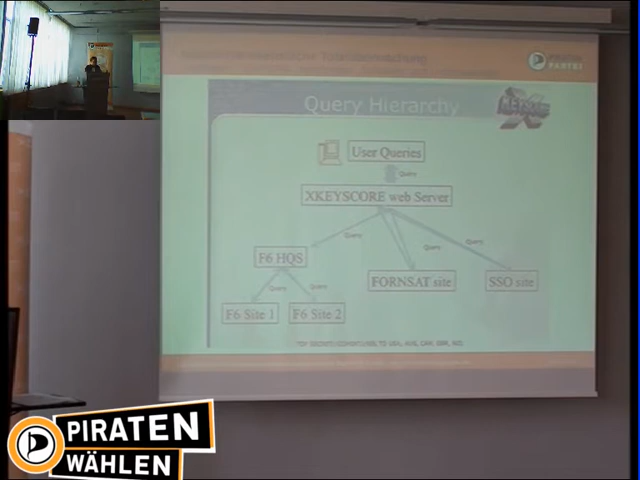 PIRATEN
PARTEI
Query Hierarchy
User Queries
Query
XKEYSCORE web Server
Query
Query
Query
F6 HQS
FORNSAT site
SSO site
Query
Query
F6 Site 1
F6 Site 2
PIRATEN
WÄHLEN